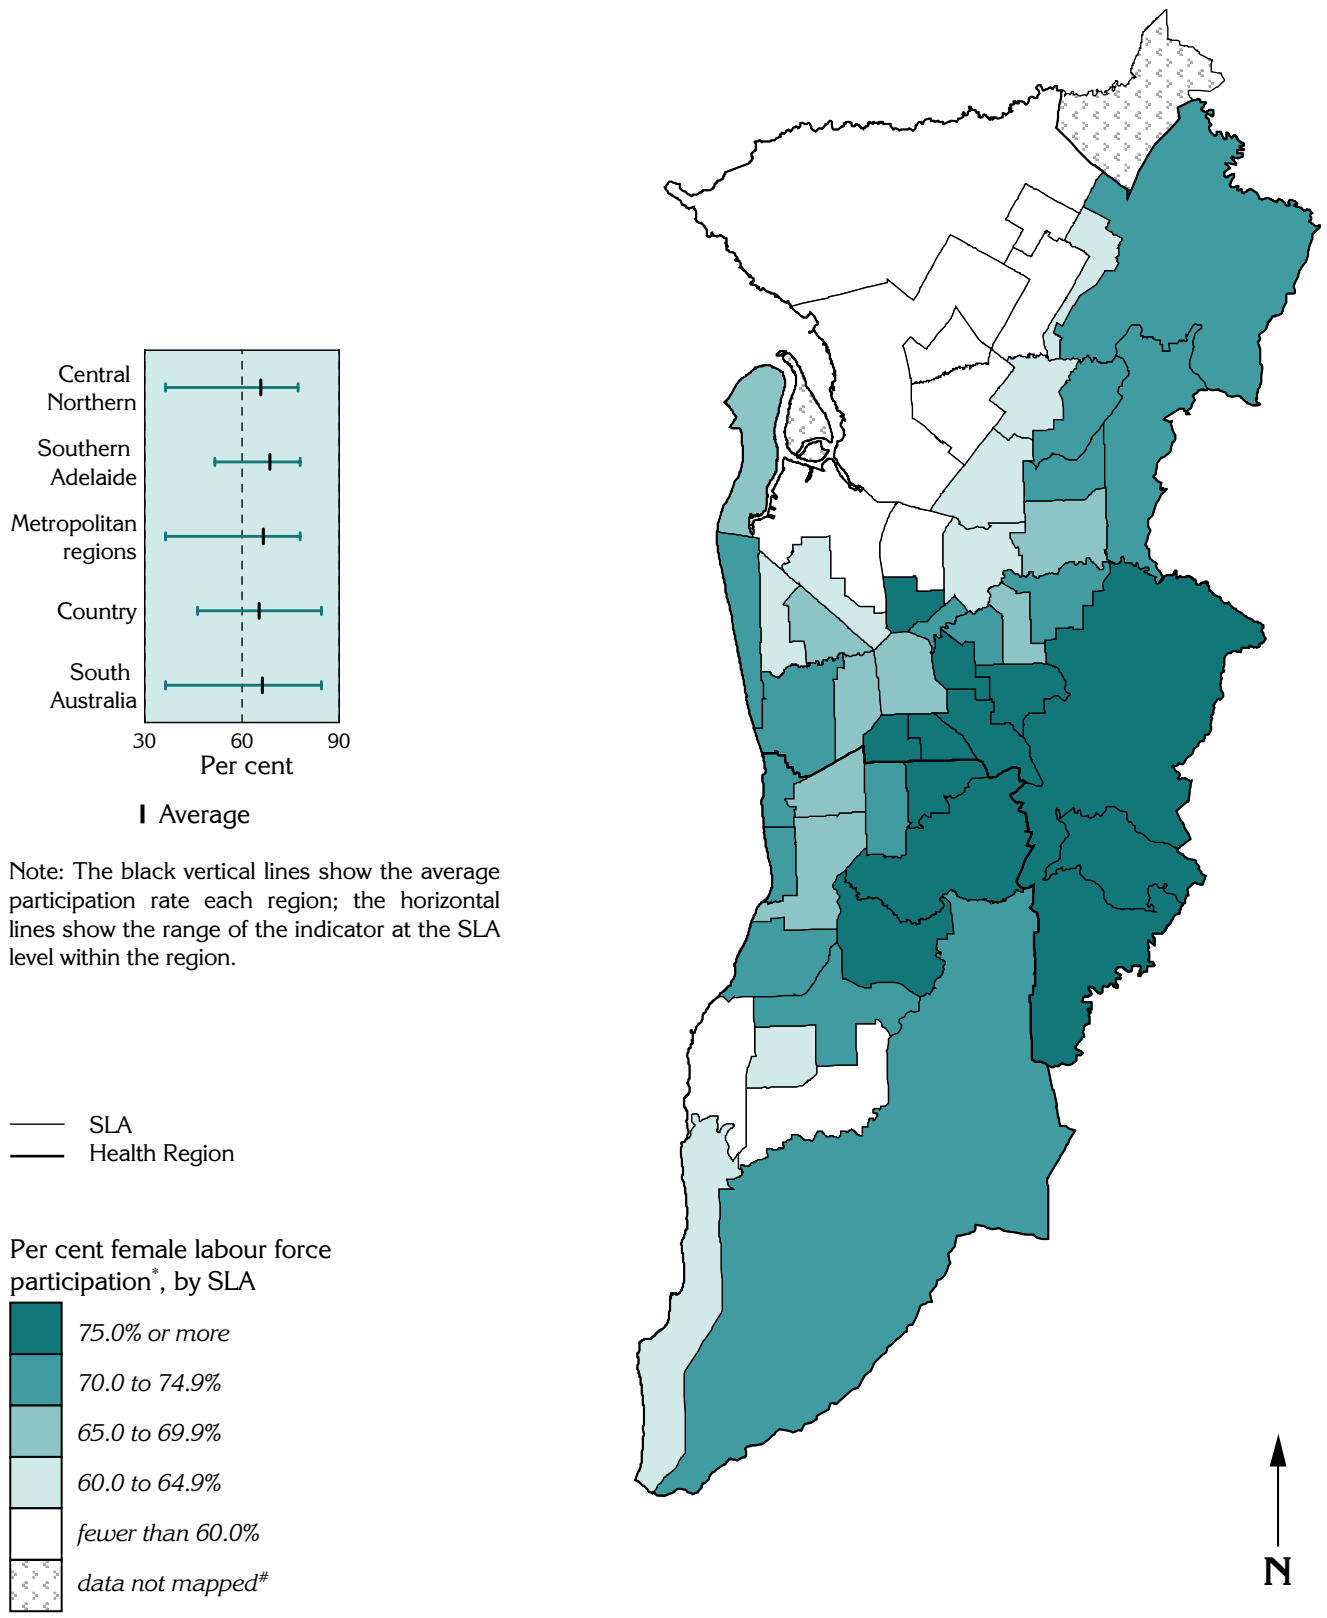 Central
Northern
Southern
Adelaide
Metropolitan
regions
Country
South
Australia
30 60 90
Per cent
Average
Note: The black vertical lines show the average
participation rate each region; the horizontal
lines show the range of the indicator at the SLA
level within the region.
SLA
Health Region
Per cent female labour force
participation*, by SLA
75.0% or more
70.0 to 74.9%
65.0 to 69.9%
60.0 to 64.9%
fewer than 60.0%
data not mapped#
N